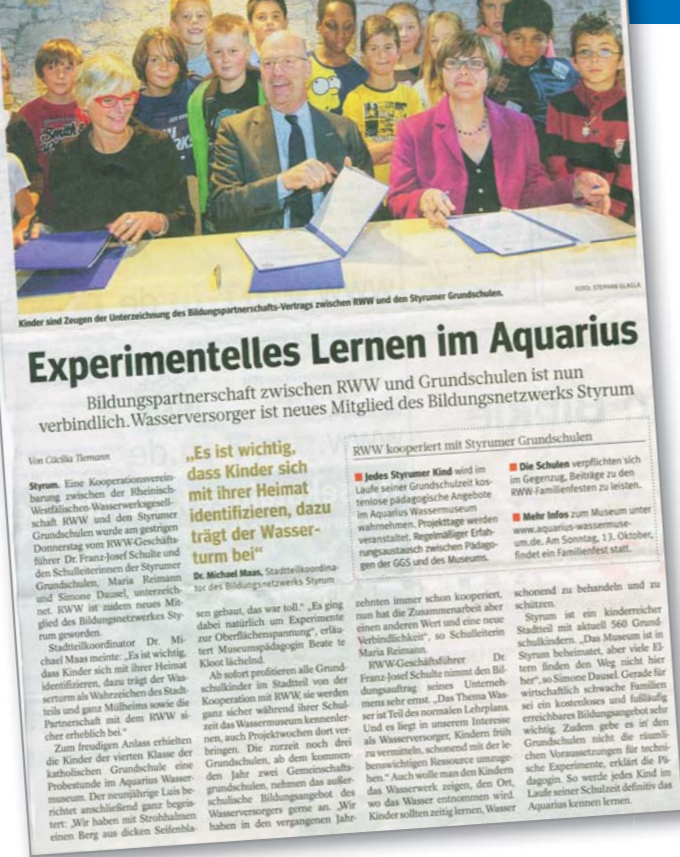 Kinder sind Zeugen der Unterzeichnung des Bildungspartnerschafts-Vertrags zwischen RWW und den Styrumer Grundschulen.
FOTO: STEPHAN GLAGLA
Experimentelles Lernen im Aquarius
Bildungspartnerschaft zwischen RWW und Grundschulen ist nun
verbindlich. Wasserversorger ist neues Mitglied des Bildungsnetzwerks Styrum
Von Cäcilia Tiemann
Styrum. Eine Kooperationsverein-
barung zwischen der Rheinisch-
Westfälischen-Wasserwerksgesell-
schaft RWW und den Styrumer
Grundschulen wurde am gestrigen
Donnerstag vom RWW-Geschäfts-
führer Dr. Franz-Josef Schulte und
den Schulleiterinnen der Styrumer
Grundschulen, Maria Reimann
und Simone Dausel, unterzeich-
net. RWW ist zudem neues Mit-
glied des Bildungsnetzwerkes Sty-
rum geworden.
Stadtteilkoordinator Dr. Mi-
chael Maas meinte: „Es ist wichtig,
dass Kinder sich mit ihrer Heimat
identifizieren, dazu trägt der Was-
serturm als Wahrzeichen des Stadt-
teils und ganz Mülheims sowie die
Partnerschaft mit dem RWW si-
cher erheblich bei.“
Zum freudigen Anlass erhielten
die Kinder der vierten Klasse der
katholischen Grundschule eine
Probestunde im Aquarius Wasser-
museum. Der neunjährige Luis be-
richtet anschließend ganz begeis-
tert: „Wir haben mit Strohhalmen
einen Berg aus dicken Seifenbla-
„Es ist wichtig,
dass Kinder sich
mit ihrer Heimat
identifizieren, dazu
trägt der Wasser-
turm bei“
Dr. Michael Maas, Stadtteilkoordina-
tor des Bildungsnetzwerks Styrum
sen gebaut, das war toll.“ „Es ging
dabei natürlich um Experimente
zur Oberflächenspannung“, erläu-
tert Museumspädagogin Beate te
Kloot lächelnd.
Ab sofort profitieren alle Grund-
schulkinder im Stadtteil von der
Kooperation mit RWW, sie werden
ganz sicher während ihrer Schul-
zeit das Wassermuseum kennenler-
nen, auch Projektwochen dort ver-
bringen. Die zurzeit noch drei
Grundschulen, ab dem kommen-
den Jahr zwei Gemeinschafts-
grundschulen, nehmen das außer-
schulische Bildungsangebot des
Wasserversorgers gerne an. „Wir
haben in den vergangenen Jahr-
RWW kooperiert mit Styrumer Grundschulen
Jedes Styrumer Kind wird im
Laufe seiner Grundschulzeit kos-
tenlose pädagogische Angebote
im Aquarius Wassermuseum
wahrnehmen. Projekttage werden
veranstaltet. Regelmäßiger Erfah-
rungsaustausch zwischen Pädago-
gen der GGS und des Museums.
Die Schulen verpflichten sich
im Gegenzug, Beiträge zu den
RWW-Familienfesten zu leisten.
Mehr Infos zum Museum unter
www.aquarius-wassermuse-
um.de. Am Sonntag, 13. Oktober,
findet ein Familienfest statt.
zehnten immer schon kooperiert,
nun hat die Zusammenarbeit aber
einen anderen Wert und eine neue
Verbindlichkeit“, so Schulleiterin
Maria Reimann.
RWW-Geschäftsführer Dr.
Franz-Josef Schulte nimmt den Bil-
dungsauftrag seines Unterneh-
mens sehr ernst. „Das Thema Was-
ser ist Teil des normalen Lehrplans.
Und es liegt in unserem Interesse
als Wasserversorger, Kindern früh
zu vermitteln, schonend mit der le-
benswichtigen Ressource umzuge-
hen.“ Auch wolle man den Kindern
das Wasserwerk zeigen, den Ort,
wo das Wasser entnommen wird.
Kinder sollten zeitig lernen, Wasser
schonend zu behandeln und zu
schützen.
Styrum ist ein kinderreicher
Stadtteil mit aktuell 560 Grund-
schulkindern. „Das Museum ist in
Styrum beheimatet, aber viele El-
tern finden den Weg nicht hier
her“, so Simone Dausel. Gerade für
wirtschaftlich schwache Familien
sei ein kostenloses und fußläufig
erreichbares Bildungsangebot sehr
wichtig. Zudem gebe es in den
Grundschulen nicht die räumli-
chen Voraussetzungen für techni-
sche Experimente, erklärt die Pä-
dagogin. So werde jedes Kind im
Laufe seiner Schulzeit definitiv das
Aquarius kennen lernen.